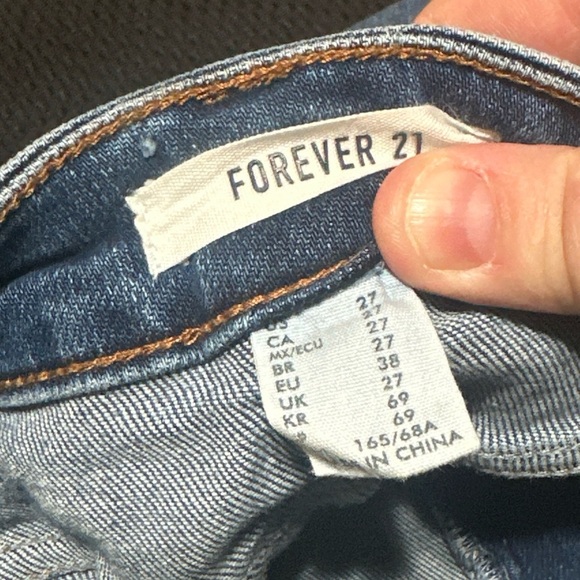 FOREVER 21
US 27
CA 27
MX/ECU 27
BR 27
EU 38
UK 27
KR 69
69
165/68A
IN CHINA